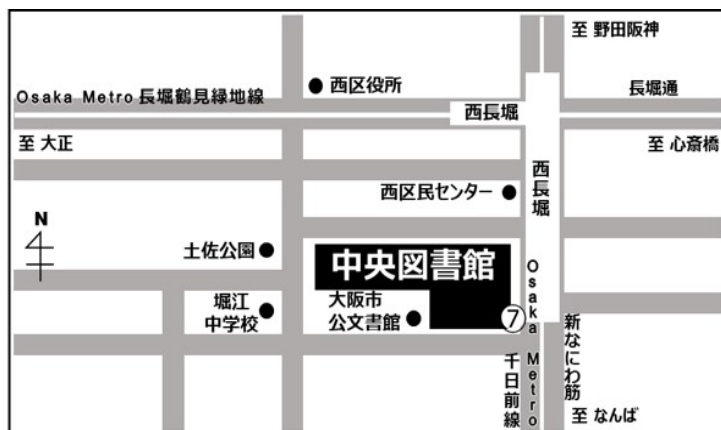 至 野田阪神
西区役所
長堀通
Osaka Metro 長堀鶴見緑地線
西長堀
至 大正
至 心斎橋
西区民センター
西長堀
N
土佐公園
中央図書館
堀江
中学校
大阪市
公文書館
⑦
Osaka Metro
千日前線
新なにわ筋
至 なんば